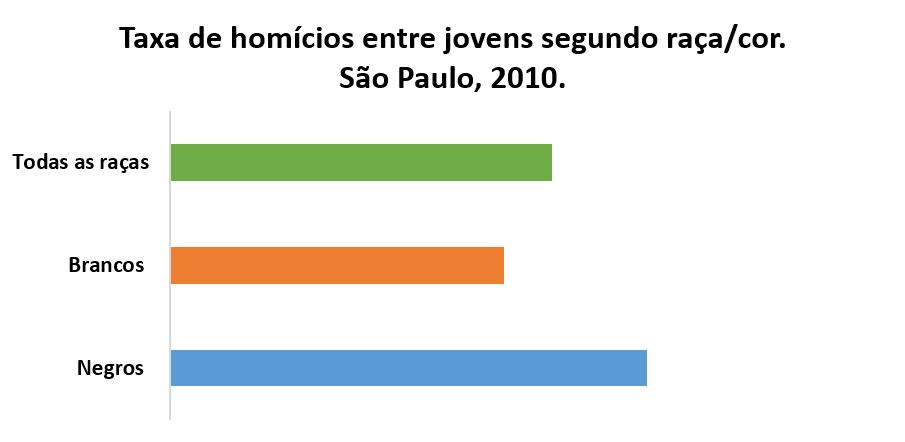 Taxa de homícios entre jovens segundo raça/cor.
São Paulo, 2010.
Todas as raças
Brancos
Negros